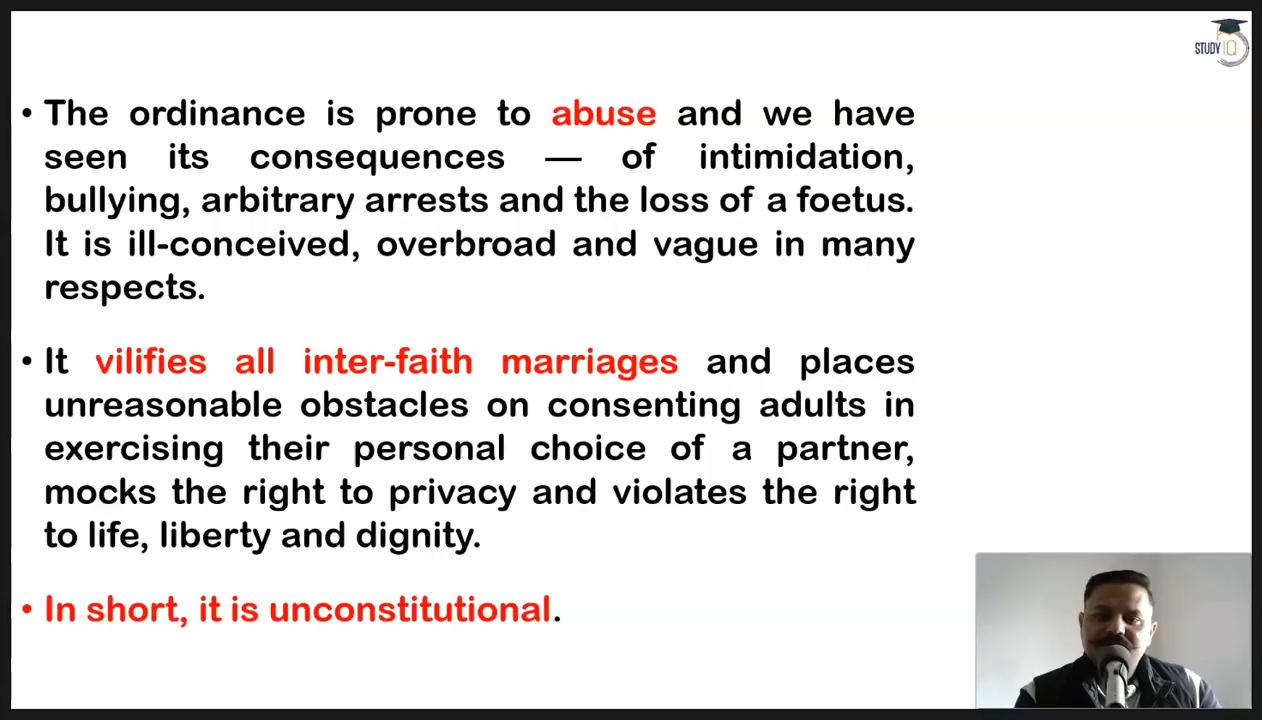 STUDY IQ
• The ordinance is prone to abuse and we have
seen its consequences — of intimidation,
bullying, arbitrary arrests and the loss of a foetus.
It is ill-conceived, overbroad and vague in many
respects.
• It vilifies all inter-faith marriages and places
unreasonable obstacles on consenting adults in
exercising their personal choice of a partner,
mocks the right to privacy and violates the right
to life, liberty and dignity.
• In short, it is unconstitutional.